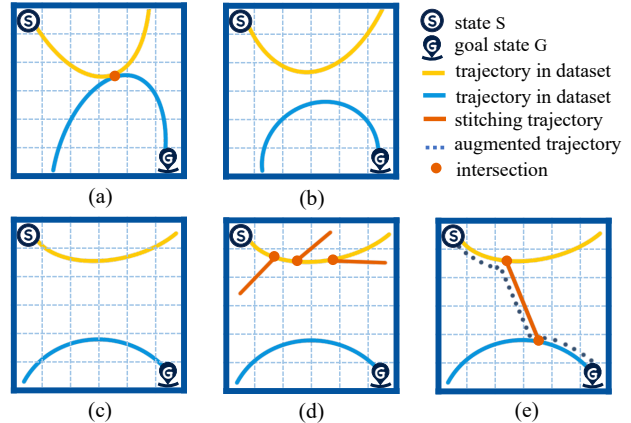 S
G
(a)
S
G
(b)
S state S
G goal state G
trajectory in dataset
trajectory in dataset
stitching trajectory
augmented trajectory
intersection
S
G
(c)
S
G
(d)
S
G
(e)